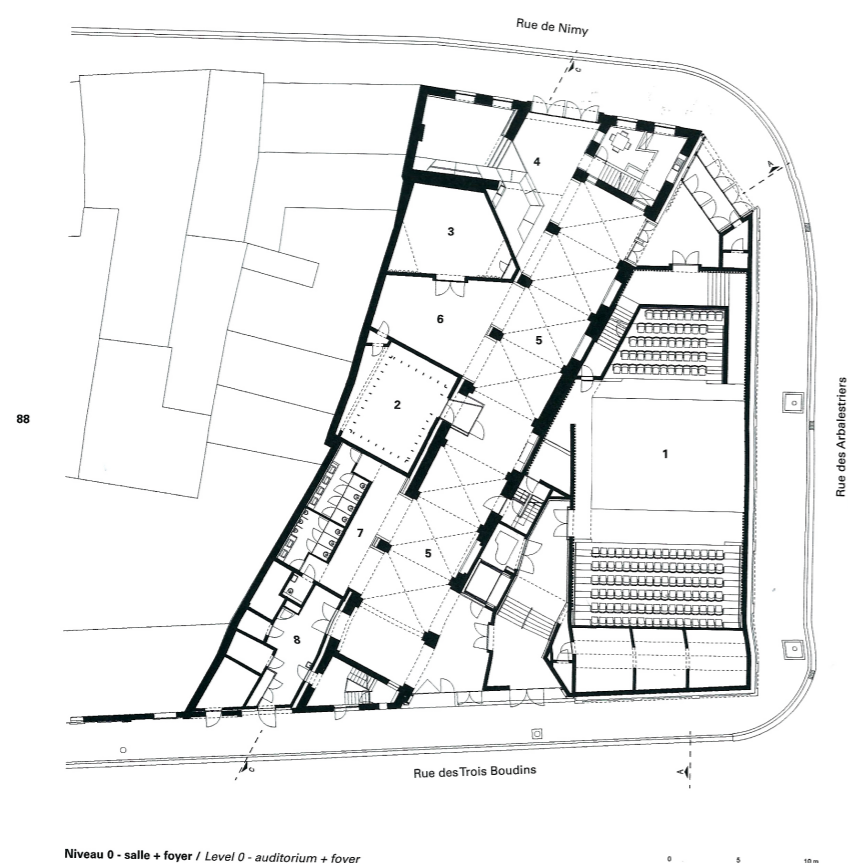 Rue de Nimy
C
4
A
3
6
5
2
88
Rue des Arbalestriers
1
7
5
8
C
Rue des Trois Boudins
A
Niveau 0 - salle + foyer / Level 0 - auditorium + foyer
0 5 10 m